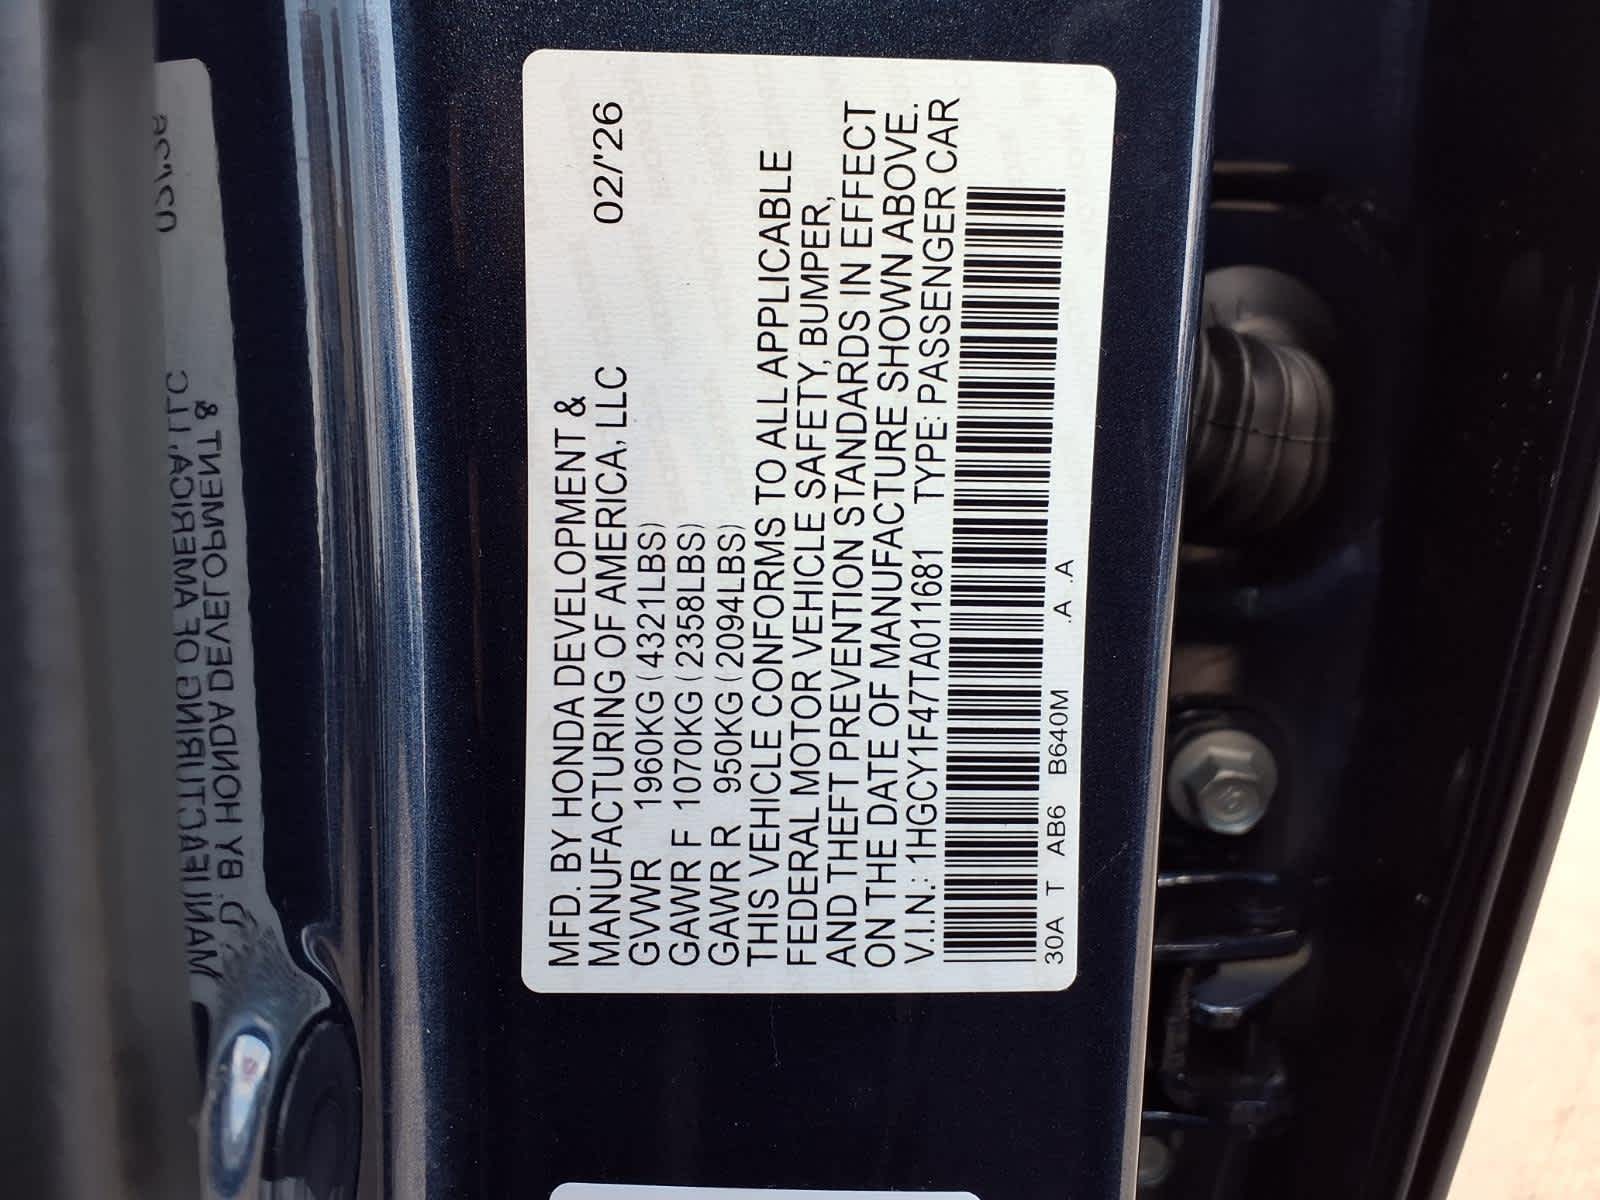 MFD. BY HONDA DEVELOPMENT &
MANUFACTURING OF AMERICA, LLC 02/'26
GVWR 1960KG (4321LBS)
GAWR F 1070KG (2358LBS)
GAWR R 950KG (2094LBS)
THIS VEHICLE CONFORMS TO ALL APPLICABLE
FEDERAL MOTOR VEHICLE SAFETY, BUMPER,
AND THEFT PREVENTION STANDARDS IN EFFECT
ON THE DATE OF MANUFACTURE SHOWN ABOVE.
V.I.N.: 1HGCY1F47TA011681 TYPE: PASSENGER CAR
30A T AB6 B640M .A .A